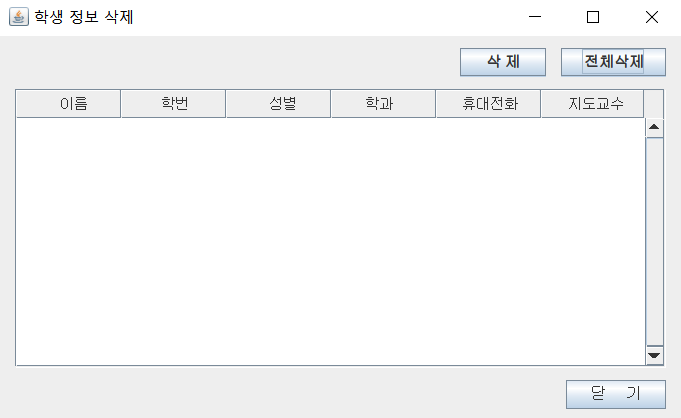 학생 정보 삭제
삭 제 전체삭제
이름 학번 성별 학과 휴대전화 지도교수
닫 기